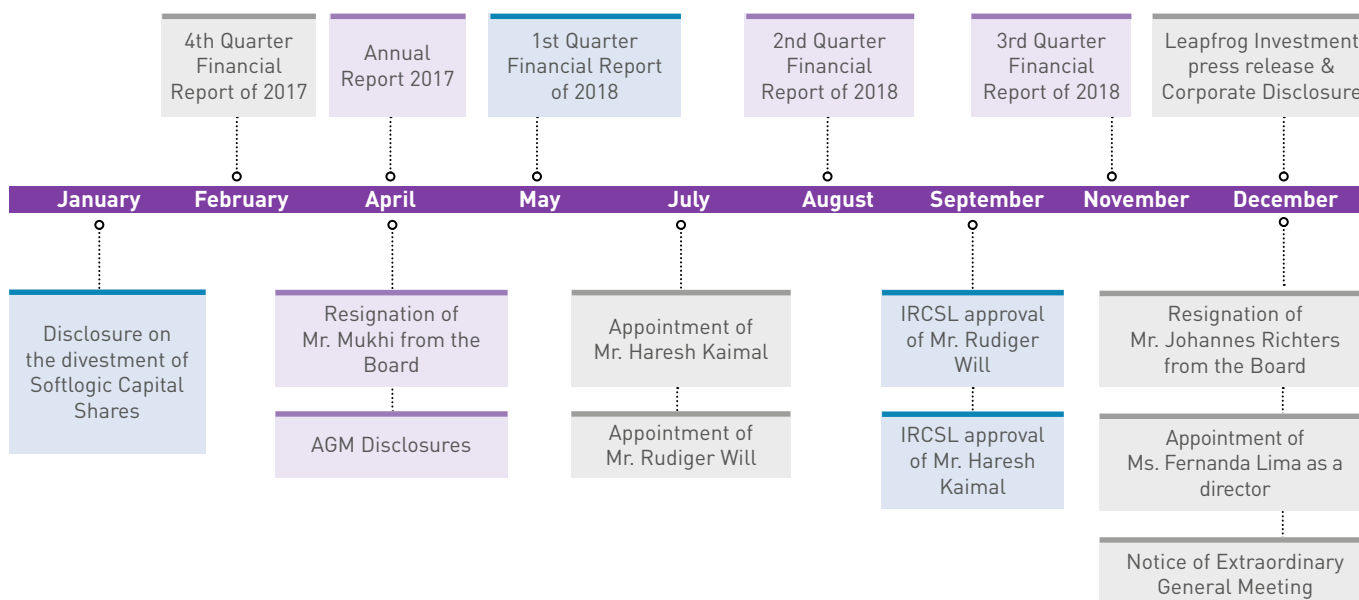 4th Quarter
Financial
Report of 2017
Annual
Report 2017
1st Quarter
Financial Report
of 2018
2nd Quarter
Financial
Report of 2018
3rd Quarter
Financial
Report of 2018
Leapfrog Investment
press release &
Corporate Disclosure
January February April May July August September November December
Disclosure on
the divestment of
Softlogic Capital
Shares
Resignation of
Mr. Mukhi from the
Board
AGM Disclosures
Appointment of
Mr. Haresh Kaimal
Appointment of
Mr. Rudiger Will
IRCSL approval
of Mr. Rudiger
Will
IRCSL approval
of Mr. Haresh
Kaimal
Resignation of
Mr. Johannes Richters
from the Board
Appointment of
Ms. Fernanda Lima as a
director
Notice of Extraordinary
General Meeting